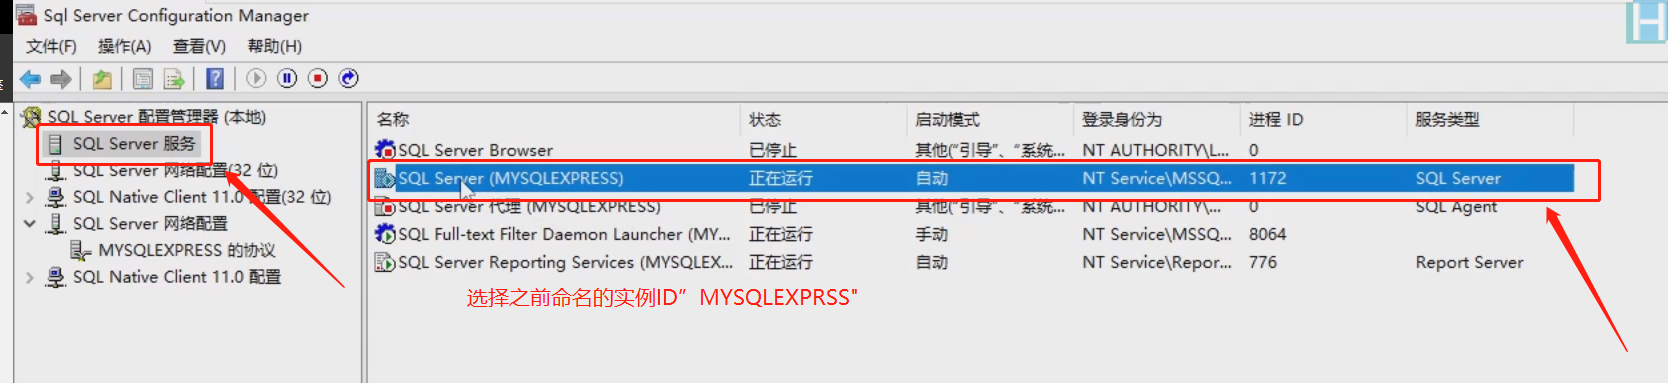 Sql Server Configuration Manager
文件(F) 操作(A) 查看(V) 帮助(H)
SQL Server 配置管理器 (本地)
SQL Server 服务
SQL Server 网络配置(32 位)
SQL Native Client 11.0 配置(32 位)
SQL Server 网络配置
MYSQLEXPRESS 的协议
SQL Native Client 11.0 配置
名称 状态 启动模式 登录身份为 进程 ID 服务类型
SQL Server Browser 已停止 其他("引导"、"系统... NT AUTHORITY\L... 0
SQL Server (MYSQLEXPRESS) 正在运行 自动 NT Service\MSSQ... 1172 SQL Server
SQL Server 代理 (MYSQLEXPRESS) 已停止 其他("引导"、"系统... NT AUTHORITY\... 0 SQL Agent
SQL Full-text Filter Daemon Launcher (MY... 正在运行 手动 NT Service\MSSQ... 8064
SQL Server Reporting Services (MYSQLEX... 正在运行 自动 NT Service\Repor... 776 Report Server
选择之前命名的实例ID”MYSQLEXPRSS"
H